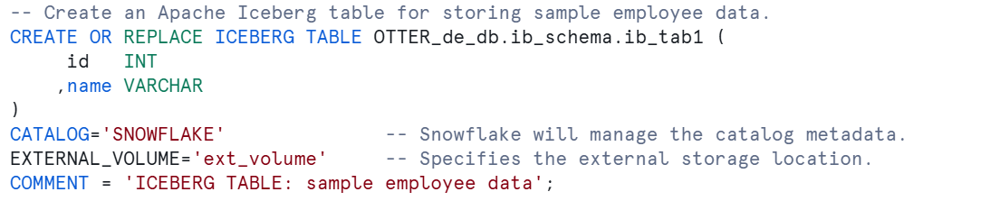 -- Create an Apache Iceberg table for storing sample employee data.
CREATE OR REPLACE ICEBERG TABLE OTTER_de_db.ib_schema.ib_tab1 (
     id   INT
    ,name VARCHAR
)
CATALOG='SNOWFLAKE'              -- Snowflake will manage the catalog metadata.
EXTERNAL_VOLUME='ext_volume'     -- Specifies the external storage location.
COMMENT = 'ICEBERG TABLE: sample employee data';